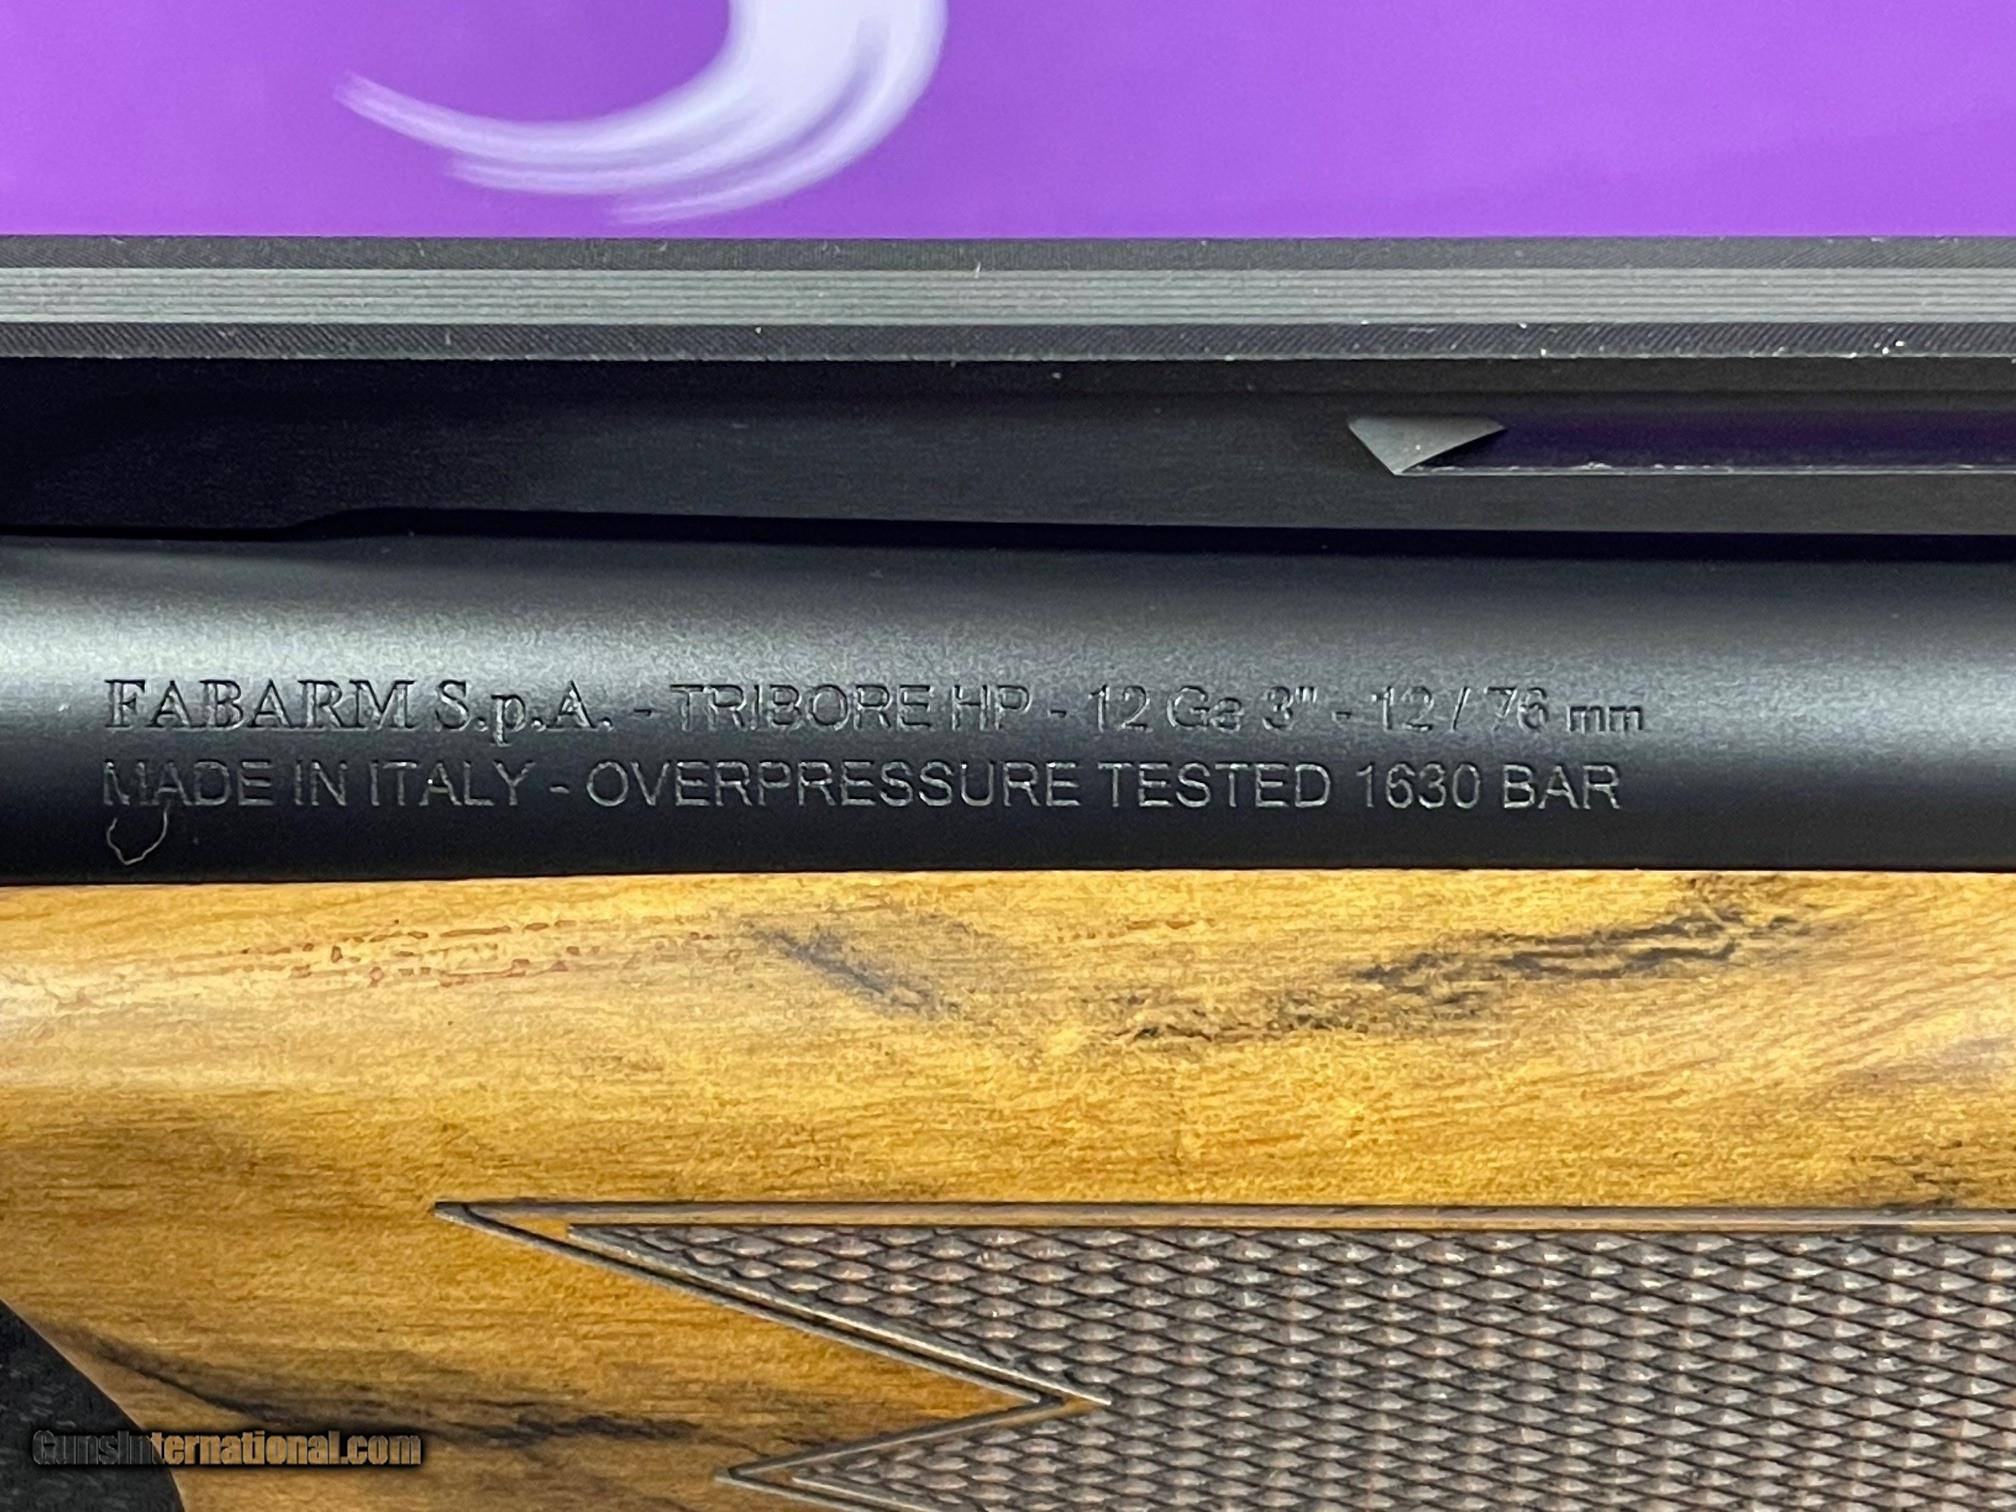 FABARM S.p.A. - TRIBORE HP - 12 Ga 3" - 12 / 76 mm
MADE IN ITALY - OVERPRESSURE TESTED 1630 BAR
GunsInternational.com